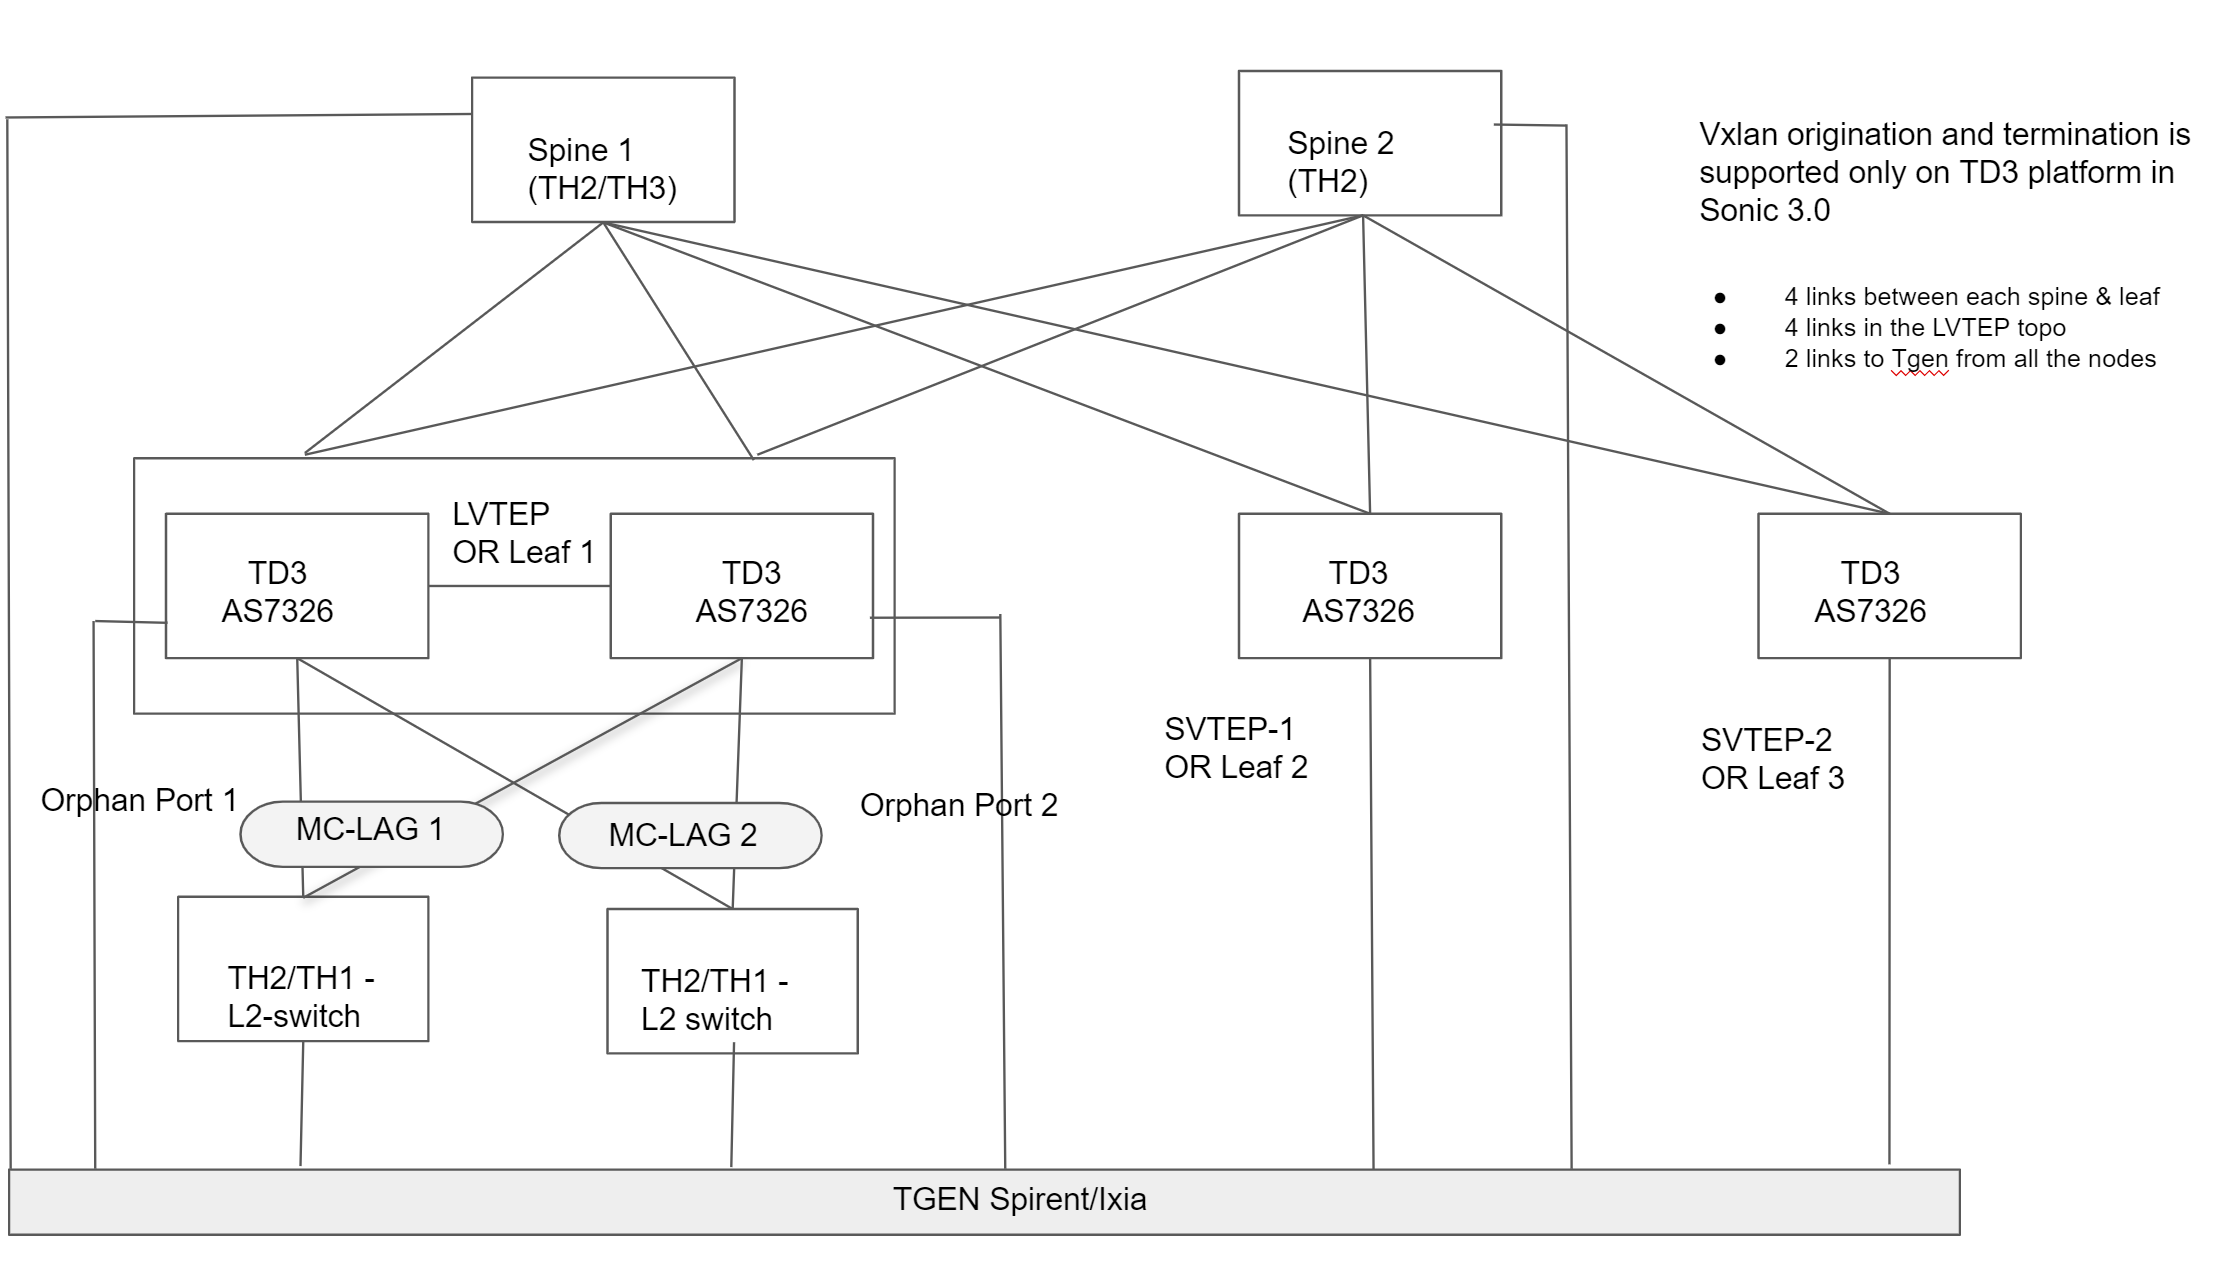 Spine 1
(TH2/TH3)
Spine 2
(TH2)
Vxlan origination and termination is
supported only on TD3 platform in
Sonic 3.0
● 4 links between each spine & leaf
● 4 links in the LVTEP topo
● 2 links to Tgen from all the nodes
LVTEP
OR Leaf 1
TD3
AS7326
TD3
AS7326
TD3
AS7326
TD3
AS7326
SVTEP-1
OR Leaf 2
SVTEP-2
OR Leaf 3
Orphan Port 1
Orphan Port 2
MC-LAG 1
MC-LAG 2
TH2/TH1 -
L2-switch
TH2/TH1 -
L2 switch
TGEN Spirent/Ixia